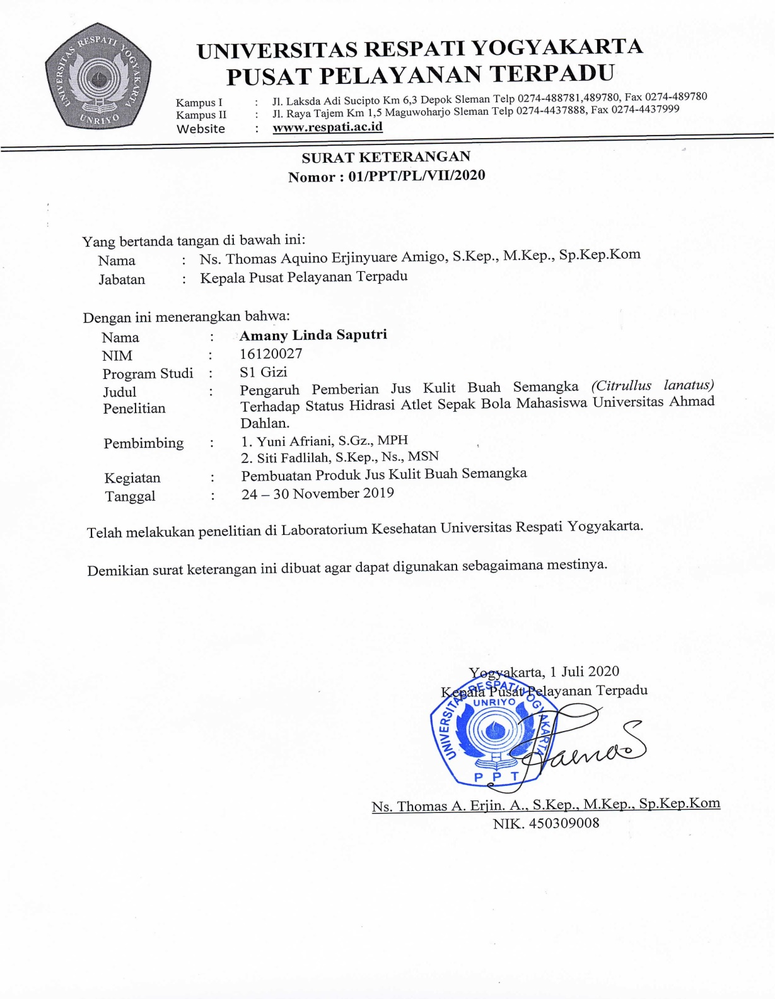 UNIVERSITAS RESPATI YOGYAKARTA
UNRIYO
UNIVERSITAS RESPATI YOGYAKARTA
PUSAT PELAYANAN TERPADU
Kampus I : Jl. Laksda Adi Sucipto Km 6,3 Depok Sleman Telp 0274-488781,489780, Fax 0274-489780
Kampus II : Jl. Raya Tajem Km 1,5 Maguwoharjo Sleman Telp 0274-4437888, Fax 0274-4437999
Website : www.respati.ac.id
SURAT KETERANGAN
Nomor : 01/PPT/PL/VII/2020
Yang bertanda tangan di bawah ini:
Nama : Ns. Thomas Aquino Erjinyuare Amigo, S.Kep., M.Kep., Sp.Kep.Kom
Jabatan : Kepala Pusat Pelayanan Terpadu
Dengan ini menerangkan bahwa:
Nama : Amany Linda Saputri
NIM : 16120027
Program Studi : S1 Gizi
Judul : Pengaruh Pemberian Jus Kulit Buah Semangka (Citrullus lanatus)
Penelitian Terhadap Status Hidrasi Atlet Sepak Bola Mahasiswa Universitas Ahmad
Dahlan.
Pembimbing : 1. Yuni Afriani, S.Gz., MPH
2. Siti Fadlilah, S.Kep., Ns., MSN
Kegiatan : Pembuatan Produk Jus Kulit Buah Semangka
Tanggal : 24 – 30 November 2019
Telah melakukan penelitian di Laboratorium Kesehatan Universitas Respati Yogyakarta.
Demikian surat keterangan ini dibuat agar dapat digunakan sebagaimana mestinya.
Yogyakarta, 1 Juli 2020
Kepala Pusat Pelayanan Terpadu
UNIVERSITAS RESPATI YOGYAKARTA
UNRIYO
PPT
Ns. Thomas A. Erjin. A., S.Kep., M.Kep., Sp.Kep.Kom
NIK. 450309008